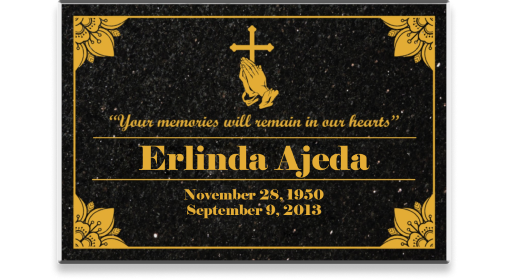 “Your memories will remain in our hearts”
Erlinda Ajeda
November 28, 1950
September 9, 2013